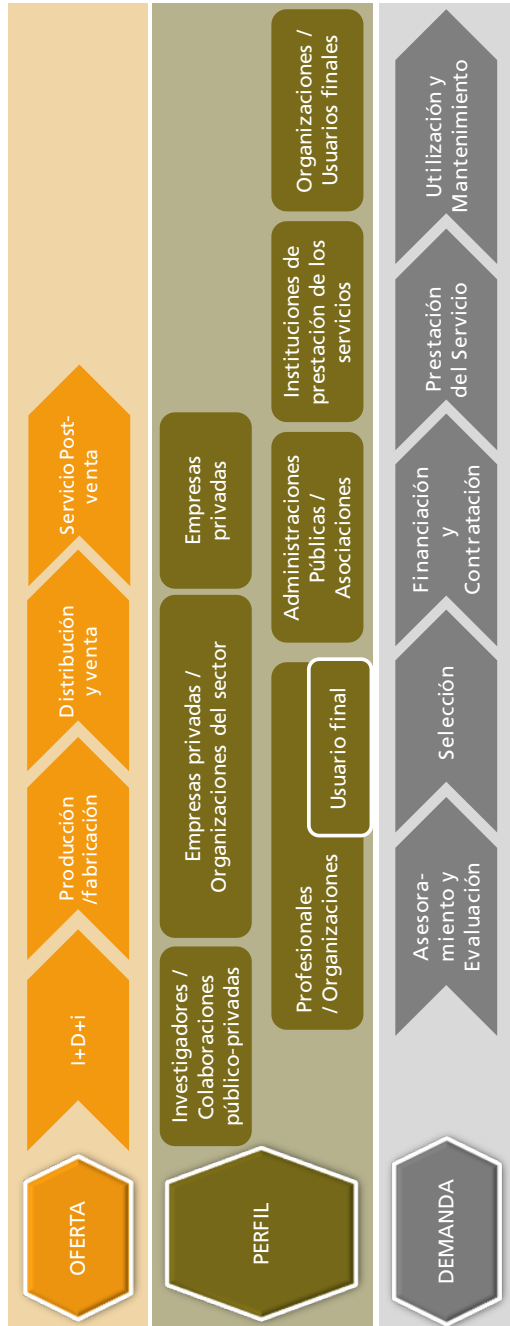 OFERTA
I+D+i
Producción
/fabricación
Distribución
y venta
Servicio Post-
venta
PERFIL
Investigadores /
Colaboraciones
público-privadas
Empresas privadas /
Organizaciones del sector
Empresas
privadas
Profesionales
/ Organizaciones
Usuario final
Administraciones
Públicas /
Asociaciones
Instituciones de
prestación de los
servicios
Organizaciones /
Usuarios finales
DEMANDA
Asesora-
miento y
Evaluación
Selección
Financiación
y
Contratación
Prestación
del Servicio
Utilización y
Mantenimiento